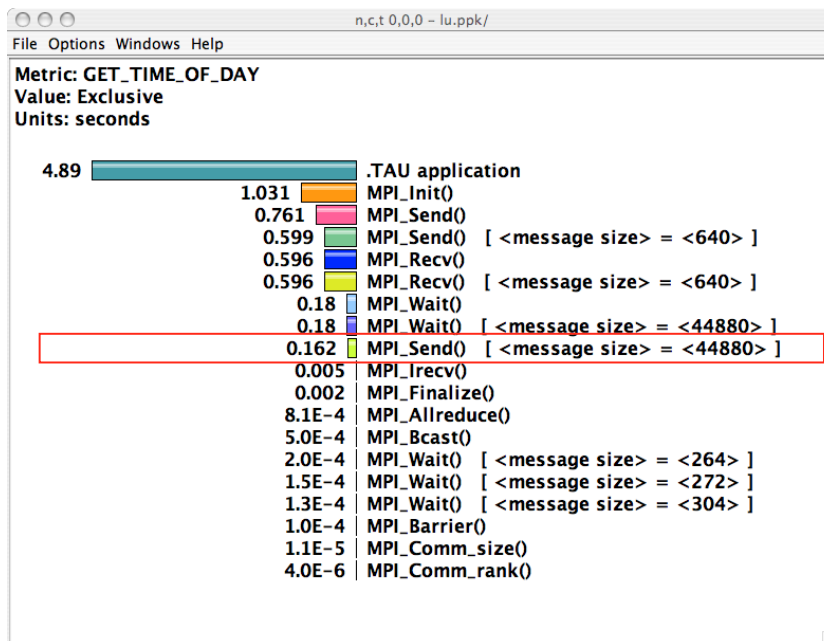 n,c,t 0,0,0 – lu.ppk/
File Options Windows Help
Metric: GET_TIME_OF_DAY
Value: Exclusive
Units: seconds
4.89 .TAU application
1.031 MPI_Init()
0.761 MPI_Send()
0.599 MPI_Send() [ <message size> = <640> ]
0.596 MPI_Recv()
0.596 MPI_Recv() [ <message size> = <640> ]
0.18 MPI_Wait()
0.18 MPI_Wait() [ <message size> = <44880> ]
0.162 MPI_Send() [ <message size> = <44880> ]
0.005 MPI_Irecv()
0.002 MPI_Finalize()
8.1E–4 MPI_Allreduce()
5.0E–4 MPI_Bcast()
2.0E–4 MPI_Wait() [ <message size> = <264> ]
1.5E–4 MPI_Wait() [ <message size> = <272> ]
1.3E–4 MPI_Wait() [ <message size> = <304> ]
1.0E–4 MPI_Barrier()
1.1E–5 MPI_Comm_size()
4.0E–6 MPI_Comm_rank()